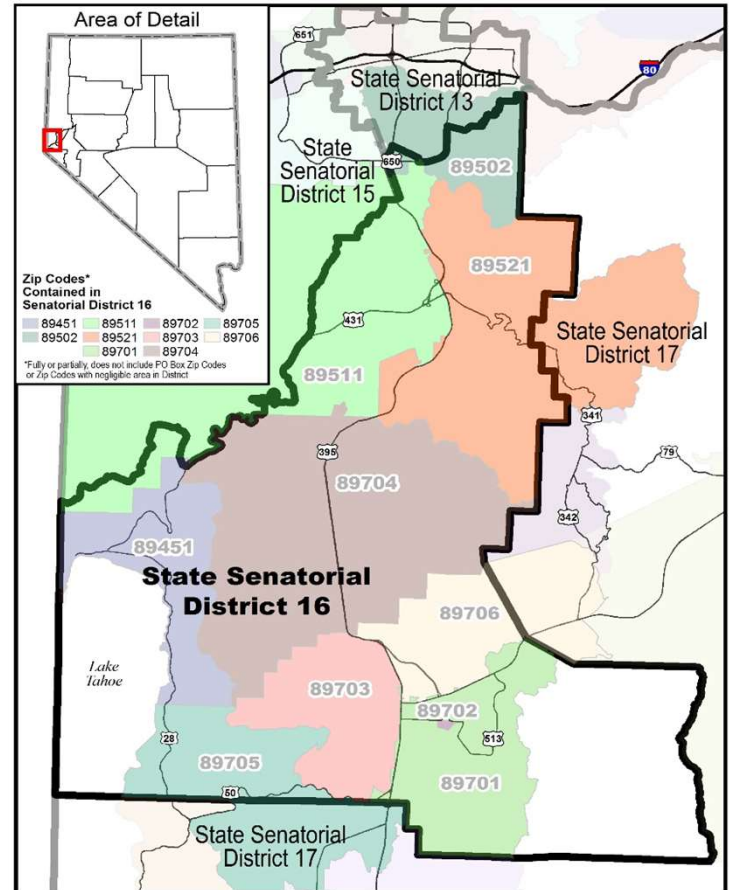 Area of Detail
Zip Codes*
Contained in
Senatorial District 16
89451 89511 89702 89705
89502 89521 89703 89706
89701 89704
*Fully or partially, does not include PO Box Zip Codes
or Zip Codes with negligible area in District
651
80
State Senatorial
District 13
650
State
Senatorial
District 15
89502
89521
431
State Senatorial
District 17
89511
341
395
79
89704
342
89451
State Senatorial
District 16
89706
Lake
Tahoe
89703
89702
28
513
89705
89701
50
State Senatorial
District 17